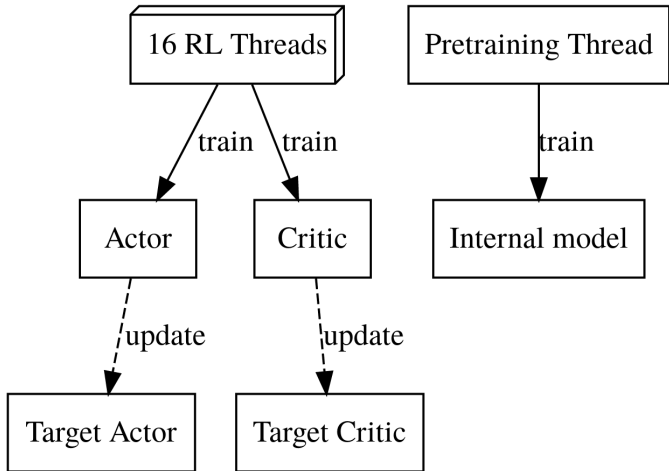 16 RL Threads
Pretraining Thread
train
train
train
Actor
Critic
Internal model
update
update
Target Actor
Target Critic